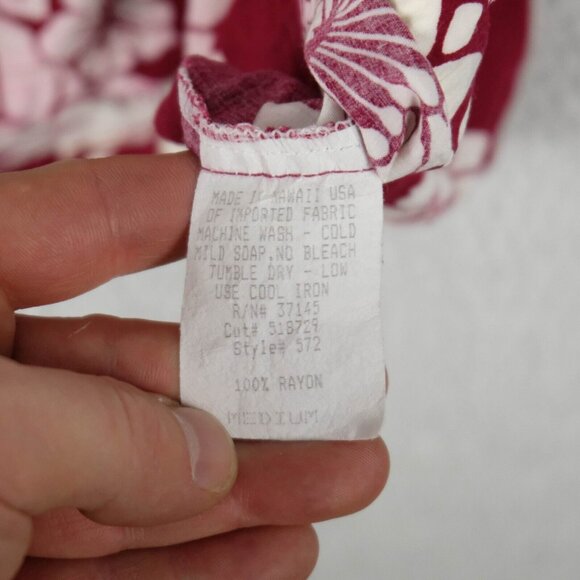 MADE IN HAWAII USA
OF IMPORTED FABRIC
MACHINE WASH - COLD
MILD SOAP.NO BLEACH
TUMBLE DRY - LOW
USE COOL IRON
R/N# 37145
Cut# 518729
Style# 572
100% RAYON
MEDIUM